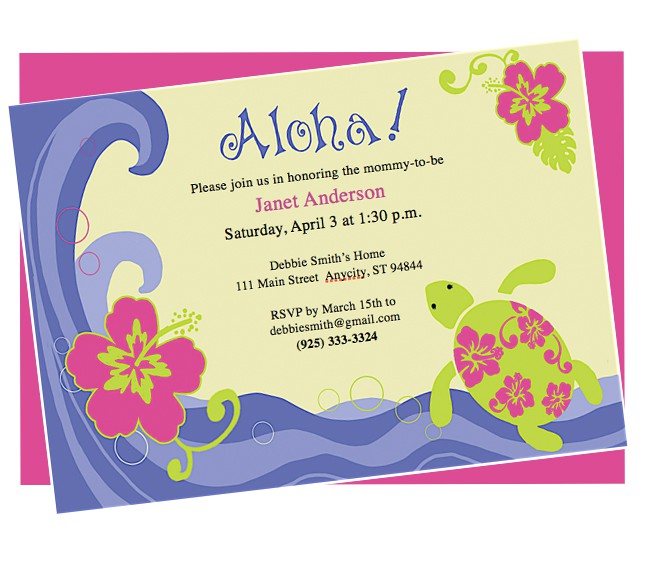 Aloha!
Please join us in honoring the mommy-to-be
Janet Anderson
Saturday, April 3 at 1:30 p.m.
Debbie Smith's Home
111 Main Street  Anycity, ST 94844
RSVP by March 15th to
debbiesmith@gmail.com
(925) 333-3324